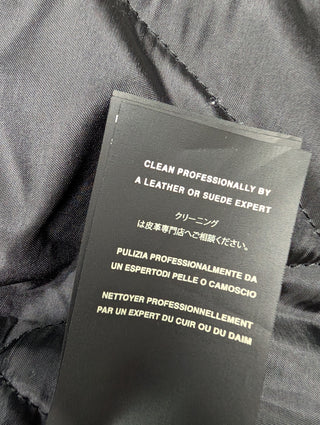 CLEAN PROFESSIONALLY BY
A LEATHER OR SUEDE EXPERT
クリーニング
は皮革専門店へご相談ください。
PULIZIA PROFESSIONALMENTE DA
UN ESPERTODI PELLE O CAMOSCIO
NETTOYER PROFESSIONNELLEMENT
PAR UN EXPERT DU CUIR OU DU DAIM